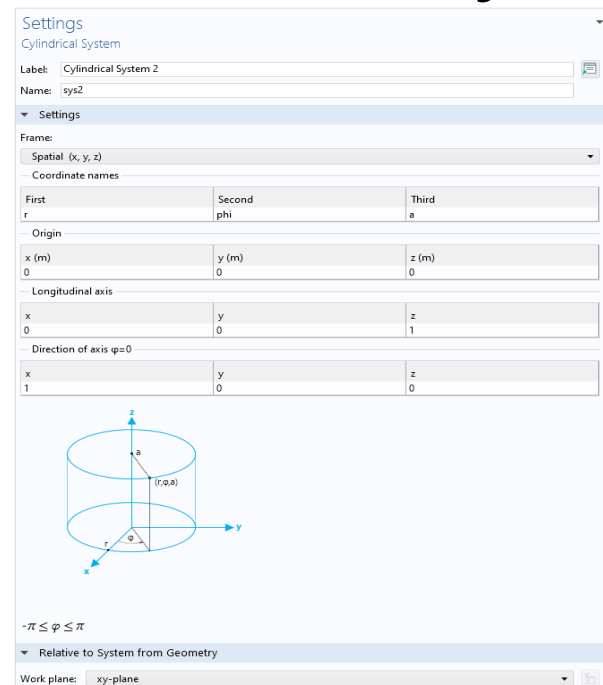 Settings
Cylindrical System
Label: Cylindrical System 2
Name: sys2
Settings
Frame:
Spatial (x, y, z)
Coordinate names
First Second Third
r phi a
Origin
x (m) y (m) z (m)
0 0 0
Longitudinal axis
x y z
0 0 1
Direction of axis φ=0
x y z
1 0 0
z
a
(r,φ,a)
y
r φ
x
-π ≤ φ ≤ π
Relative to System from Geometry
Work plane: xy-plane